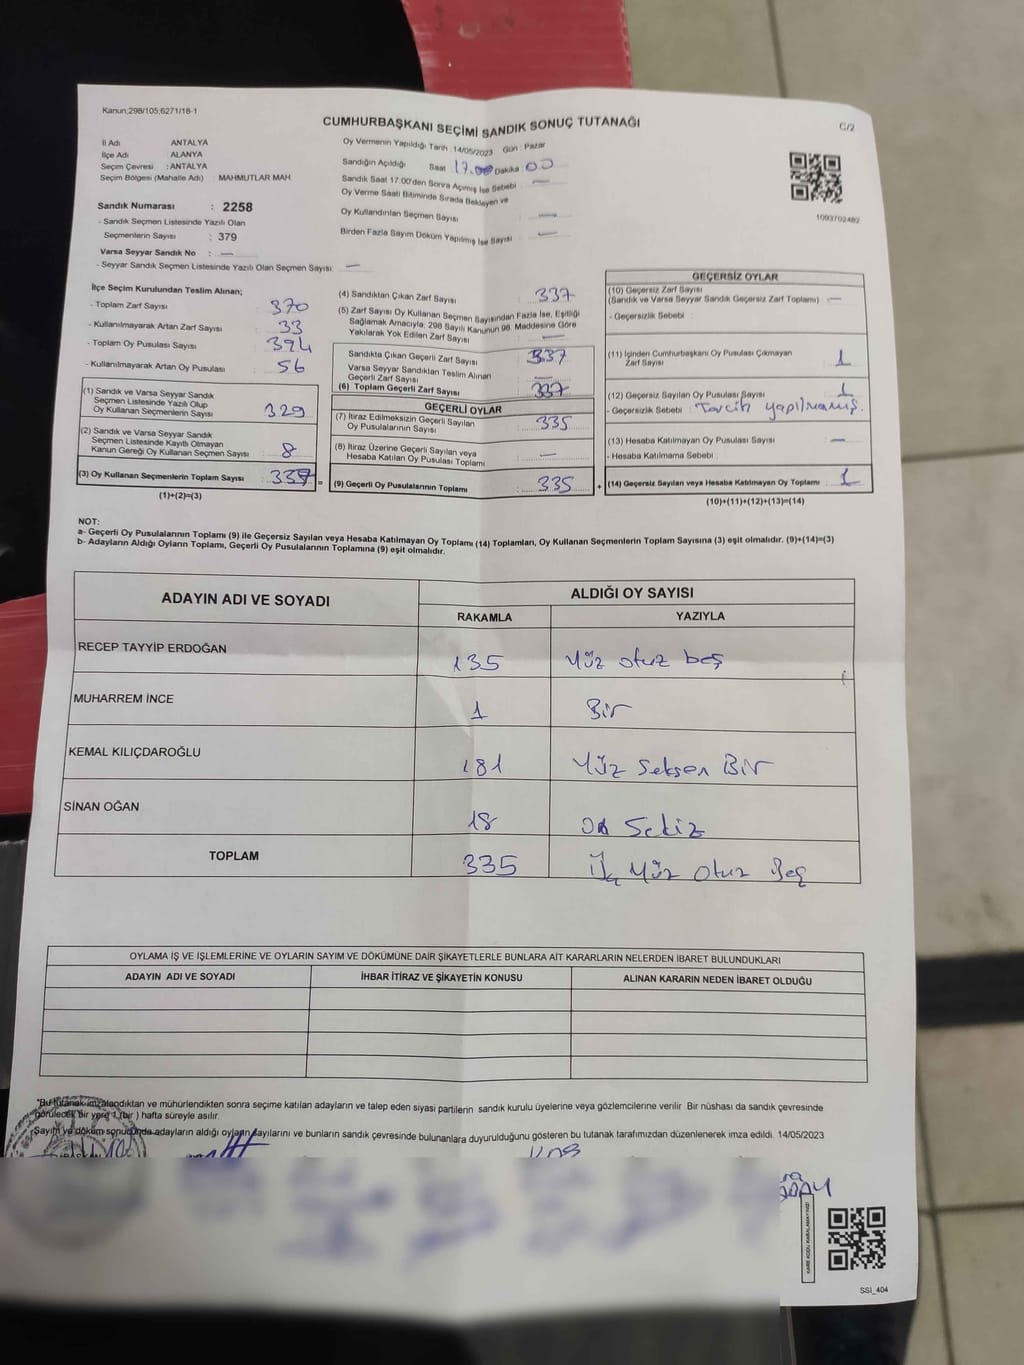 Kanun;298/105;6271/18-1
CUMHURBAŞKANI SEÇİMİ SANDIK SONUÇ TUTANAĞI
C/2
İl Adı ANTALYA
İlçe Adı ALANYA
Seçim Çevresi : ANTALYA
Seçim Bölgesi (Mahalle Adı) : MAHMUTLAR MAH.
Sandık Numarası : 2258
- Sandık Seçmen Listesinde Yazılı Olan
Seçmenlerin Sayısı : 379
Varsa Seyyar Sandık No : —
- Seyyar Sandık Seçmen Listesinde Yazılı Olan Seçmen Sayısı: —
Oy Vermenin Yapıldığı Tarih :14/05/2023 Gün : Pazar
Sandığın Açıldığı Saat : 17.00 Dakika : 00
Sandık Saat 17:00'den Sonra Açılmış İse Sebebi : —
Oy Verme Saati Bitiminde Sırada Bekleyen ve
Oy Kullandırılan Seçmen Sayısı : —
Birden Fazla Sayım Döküm Yapılmış İse Sayısı : —
1093702482
İlçe Seçim Kurulundan Teslim Alınan;
- Toplam Zarf Sayısı : 370
- Kullanılmayarak Artan Zarf Sayısı : 33
- Toplam Oy Pusulası Sayısı : 394
- Kullanılmayarak Artan Oy Pusulası : 56
(1) Sandık ve Varsa Seyyar Sandık
Seçmen Listesinde Yazılı Olup
Oy Kullanan Seçmenlerin Sayısı : 329
(2) Sandık ve Varsa Seyyar Sandık
Seçmen Listesinde Kayıtlı Olmayan
Kanun Gereği Oy Kullanan Seçmen Sayısı : 8
(3) Oy Kullanan Seçmenlerin Toplam Sayısı : 337 =
(1)+(2)=(3)
(4) Sandıktan Çıkan Zarf Sayısı : 337
(5) Zarf Sayısı Oy Kullanan Seçmen Sayısından Fazla İse, Eşitliği
Sağlamak Amacıyla; 298 Sayılı Kanunun 98. Maddesine Göre
Yakılarak Yok Edilen Zarf Sayısı : —
Sandıkta Çıkan Geçerli Zarf Sayısı : 337
Varsa Seyyar Sandıktan Teslim Alınan
Geçerli Zarf Sayısı : —
(6) Toplam Geçerli Zarf Sayısı : 337
GEÇERLİ OYLAR
(7) İtiraz Edilmeksizin Geçerli Sayılan
Oy Pusulalarının Sayısı : 335
(8) İtiraz Üzerine Geçerli Sayılan veya
Hesaba Katılan Oy Pusulası Toplamı : —
(9) Geçerli Oy Pusulalarının Toplamı : 335 +
GEÇERSİZ OYLAR
(10) Geçersiz Zarf Sayısı
(Sandık ve Varsa Seyyar Sandık Geçersiz Zarf Toplamı) : —
- Geçersizlik Sebebi :
(11) İçinden Cumhurbaşkanı Oy Pusulası Çıkmayan
Zarf Sayısı : 1
(12) Geçersiz Sayılan Oy Pusulası Sayısı : 1
- Geçersizlik Sebebi : Tercih yapılmamış.
(13) Hesaba Katılmayan Oy Pusulası Sayısı : —
- Hesaba Katılmama Sebebi :
(14) Geçersiz Sayılan veya Hesaba Katılmayan Oy Toplamı : 1
(10)+(11)+(12)+(13)=(14)
NOT:
a- Geçerli Oy Pusulalarının Toplamı (9) ile Geçersiz Sayılan veya Hesaba Katılmayan Oy Toplamı (14) Toplamları, Oy Kullanan Seçmenlerin Toplam Sayısına (3) eşit olmalıdır. (9)+(14)=(3)
b- Adayların Aldığı Oyların Toplamı, Geçerli Oy Pusulalarının Toplamına (9) eşit olmalıdır.
ADAYIN ADI VE SOYADI
ALDIĞI OY SAYISI
RAKAMLA YAZIYLA
RECEP TAYYİP ERDOĞAN 135 Yüz otuz beş
MUHARREM İNCE 1 Bir
KEMAL KILIÇDAROĞLU 181 Yüz Seksen Bir
SİNAN OĞAN 18 On Sekiz
TOPLAM 335 Üç Yüz Otuz Beş
OYLAMA İŞ VE İŞLEMLERİNE VE OYLARIN SAYIM VE DÖKÜMÜNE DAİR ŞİKAYETLERLE BUNLARA AİT KARARLARIN NELERDEN İBARET BULUNDUKLARI
ADAYIN ADI VE SOYADI İHBAR İTİRAZ VE ŞİKAYETİN KONUSU ALINAN KARARIN NEDEN İBARET OLDUĞU
"Bu tutanak imzalandıktan ve mühürlendikten sonra seçime katılan adayların ve talep eden siyasi partilerin sandık kurulu üyelerine veya gözlemcilerine verilir. Bir nüshası da sandık çevresinde
görülecek bir yere 1 (bir ) hafta süreyle asılır.
Sayım ve döküm sonucunda adayların aldığı oyların sayılarını ve bunların sandık çevresinde bulunanlara duyurulduğunu gösteren bu tutanak tarafımızdan düzenlenerek imza edildi. 14/05/2023
KARE KODU KARALAMAYINIZ!
SSI_404